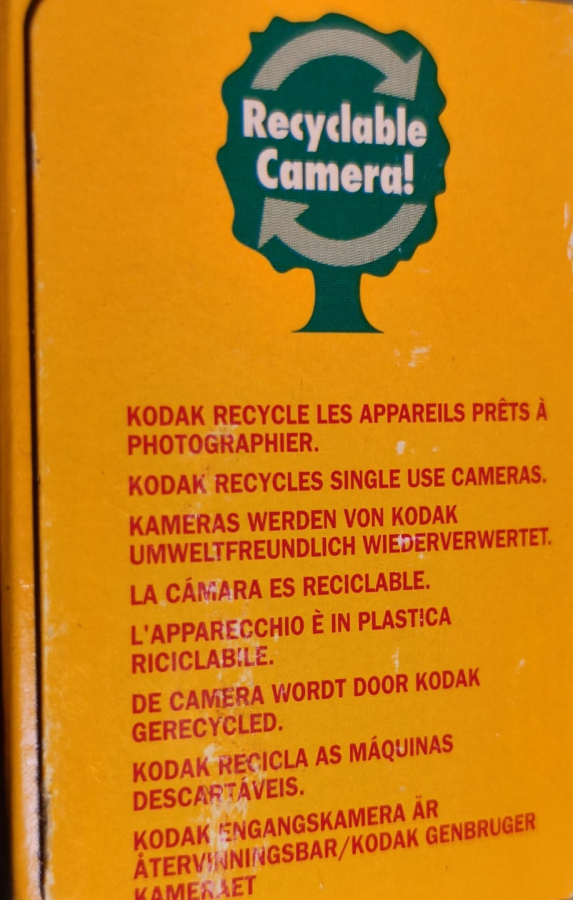 Recyclable
Camera!
KODAK RECYCLE LES APPAREILS PRÊTS À
PHOTOGRAPHIER.
KODAK RECYCLES SINGLE USE CAMERAS.
KAMERAS WERDEN VON KODAK
UMWELTFREUNDLICH WIEDERVERWERTET.
LA CÁMARA ES RECICLABLE.
L'APPARECCHIO È IN PLASTICA
RICICLABILE.
DE CAMERA WORDT DOOR KODAK
GERECYCLED.
KODAK RECICLA AS MÁQUINAS
DESCARTÁVEIS.
KODAK ENGANGSKAMERA ÄR
ÅTERVINNINGSBAR/KODAK GENBRUGER
KAMERAET